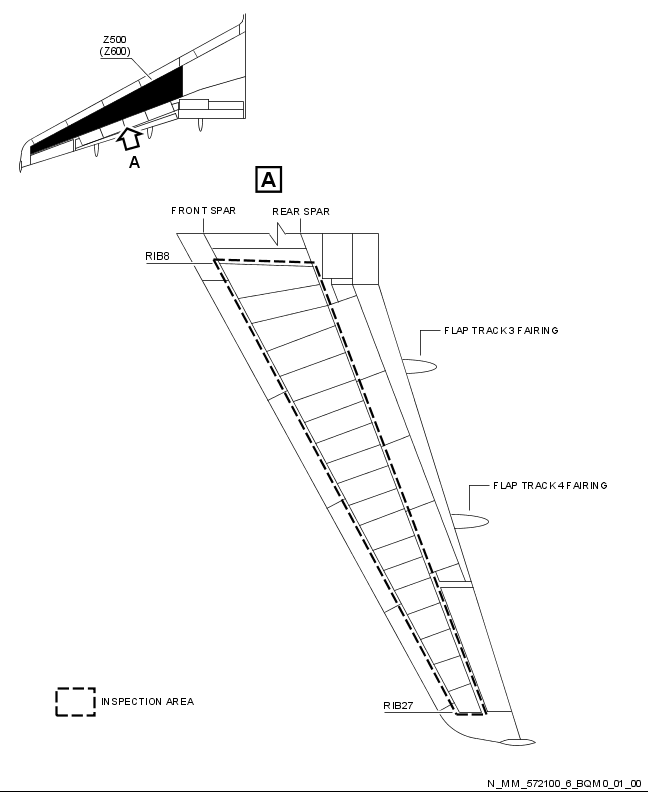 Z500
(Z600)
A
A
FRONT SPAR
REAR SPAR
RIB8
FLAP TRACK 3 FAIRING
FLAP TRACK 4 FAIRING
INSPECTION AREA
RIB27
N_MM_572100_6_BQM0_01_00